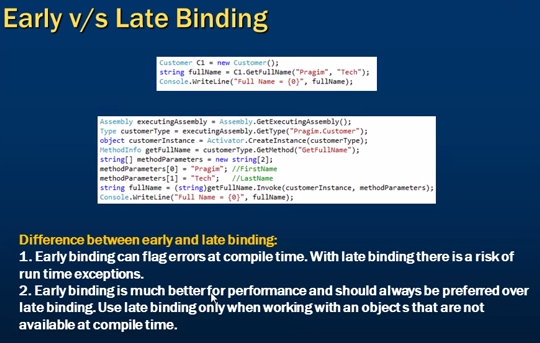 Early v/s Late Binding
Customer C1 = new Customer();
string fullName = C1.GetFullName("Pragim", "Tech");
Console.WriteLine("Full Name = {0}", fullName);
Assembly executingAssembly = Assembly.GetExecutingAssembly();
Type customerType = executingAssembly.GetType("Pragim.Customer");
object customerInstance = Activator.CreateInstance(customerType);
MethodInfo getFullName = customerType.GetMethod("GetFullName");
string[] methodParameters = new string[2];
methodParameters[0] = "Pragim"; //FirstName
methodParameters[1] = "Tech"; //LastName
string fullName = (string)getFullName.Invoke(customerInstance, methodParameters);
Console.WriteLine("Full Name = {0}", fullName);
Difference between early and late binding:
1. Early binding can flag errors at compile time. With late binding there is a risk of
run time exceptions.
2. Early binding is much better for performance and should always be preferred over
late binding. Use late binding only when working with an objects that are not
available at compile time.